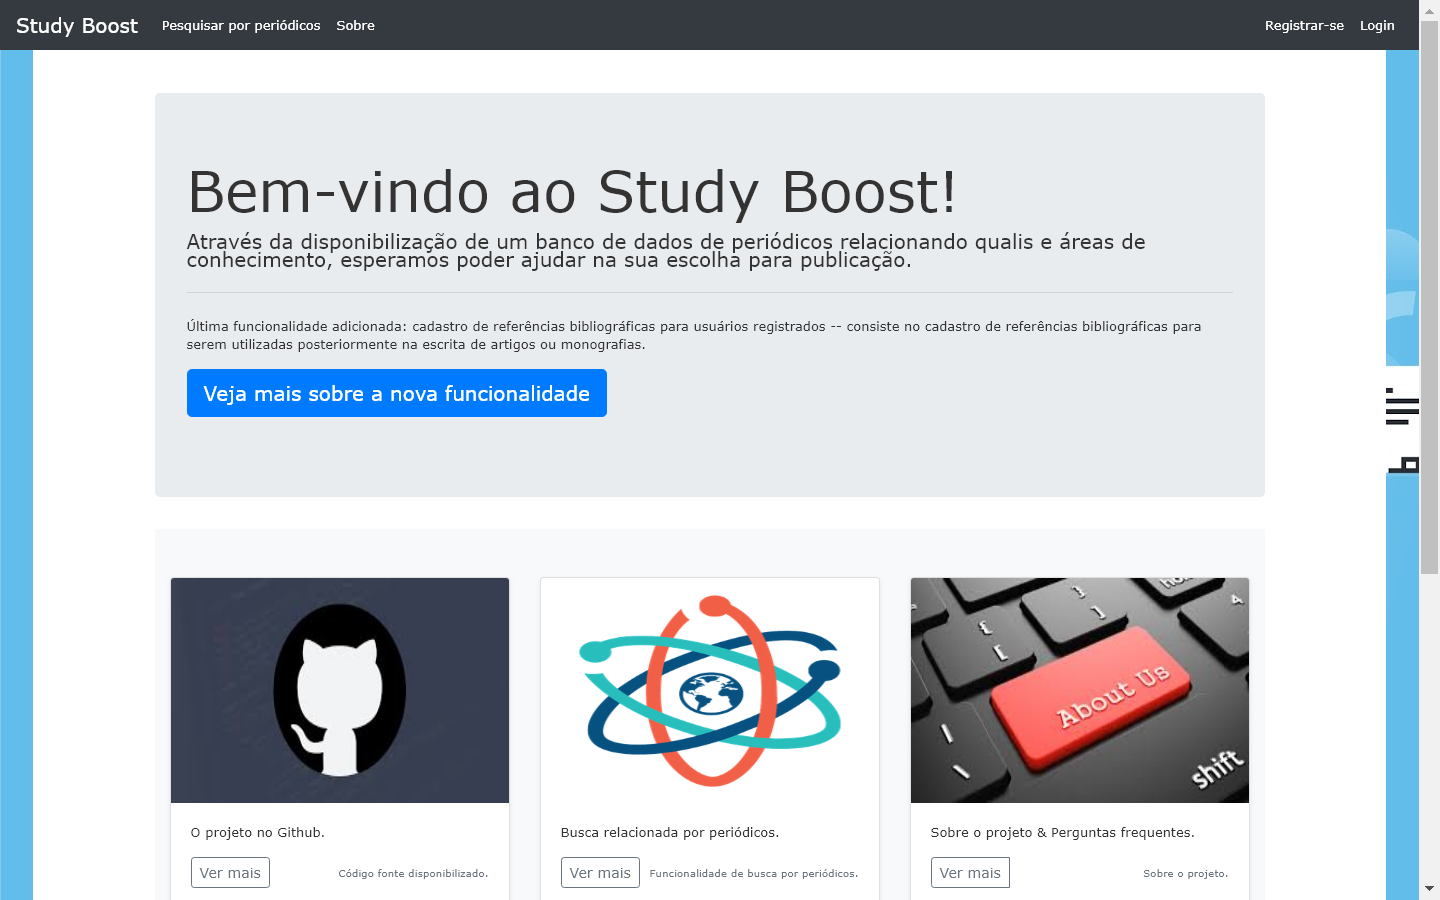 Study Boost Pesquisar por periódicos Sobre Registrar-se Login
Bem-vindo ao Study Boost!
Através da disponibilização de um banco de dados de periódicos relacionando qualis e áreas de
conhecimento, esperamos poder ajudar na sua escolha para publicação.
Última funcionalidade adicionada: cadastro de referências bibliográficas para usuários registrados -- consiste no cadastro de referências bibliográficas para
serem utilizadas posteriormente na escrita de artigos ou monografias.
Veja mais sobre a nova funcionalidade
About Us
shift
O projeto no Github.
Ver mais Código fonte disponibilizado.
Busca relacionada por periódicos.
Ver mais Funcionalidade de busca por periódicos.
Sobre o projeto & Perguntas frequentes.
Ver mais Sobre o projeto.